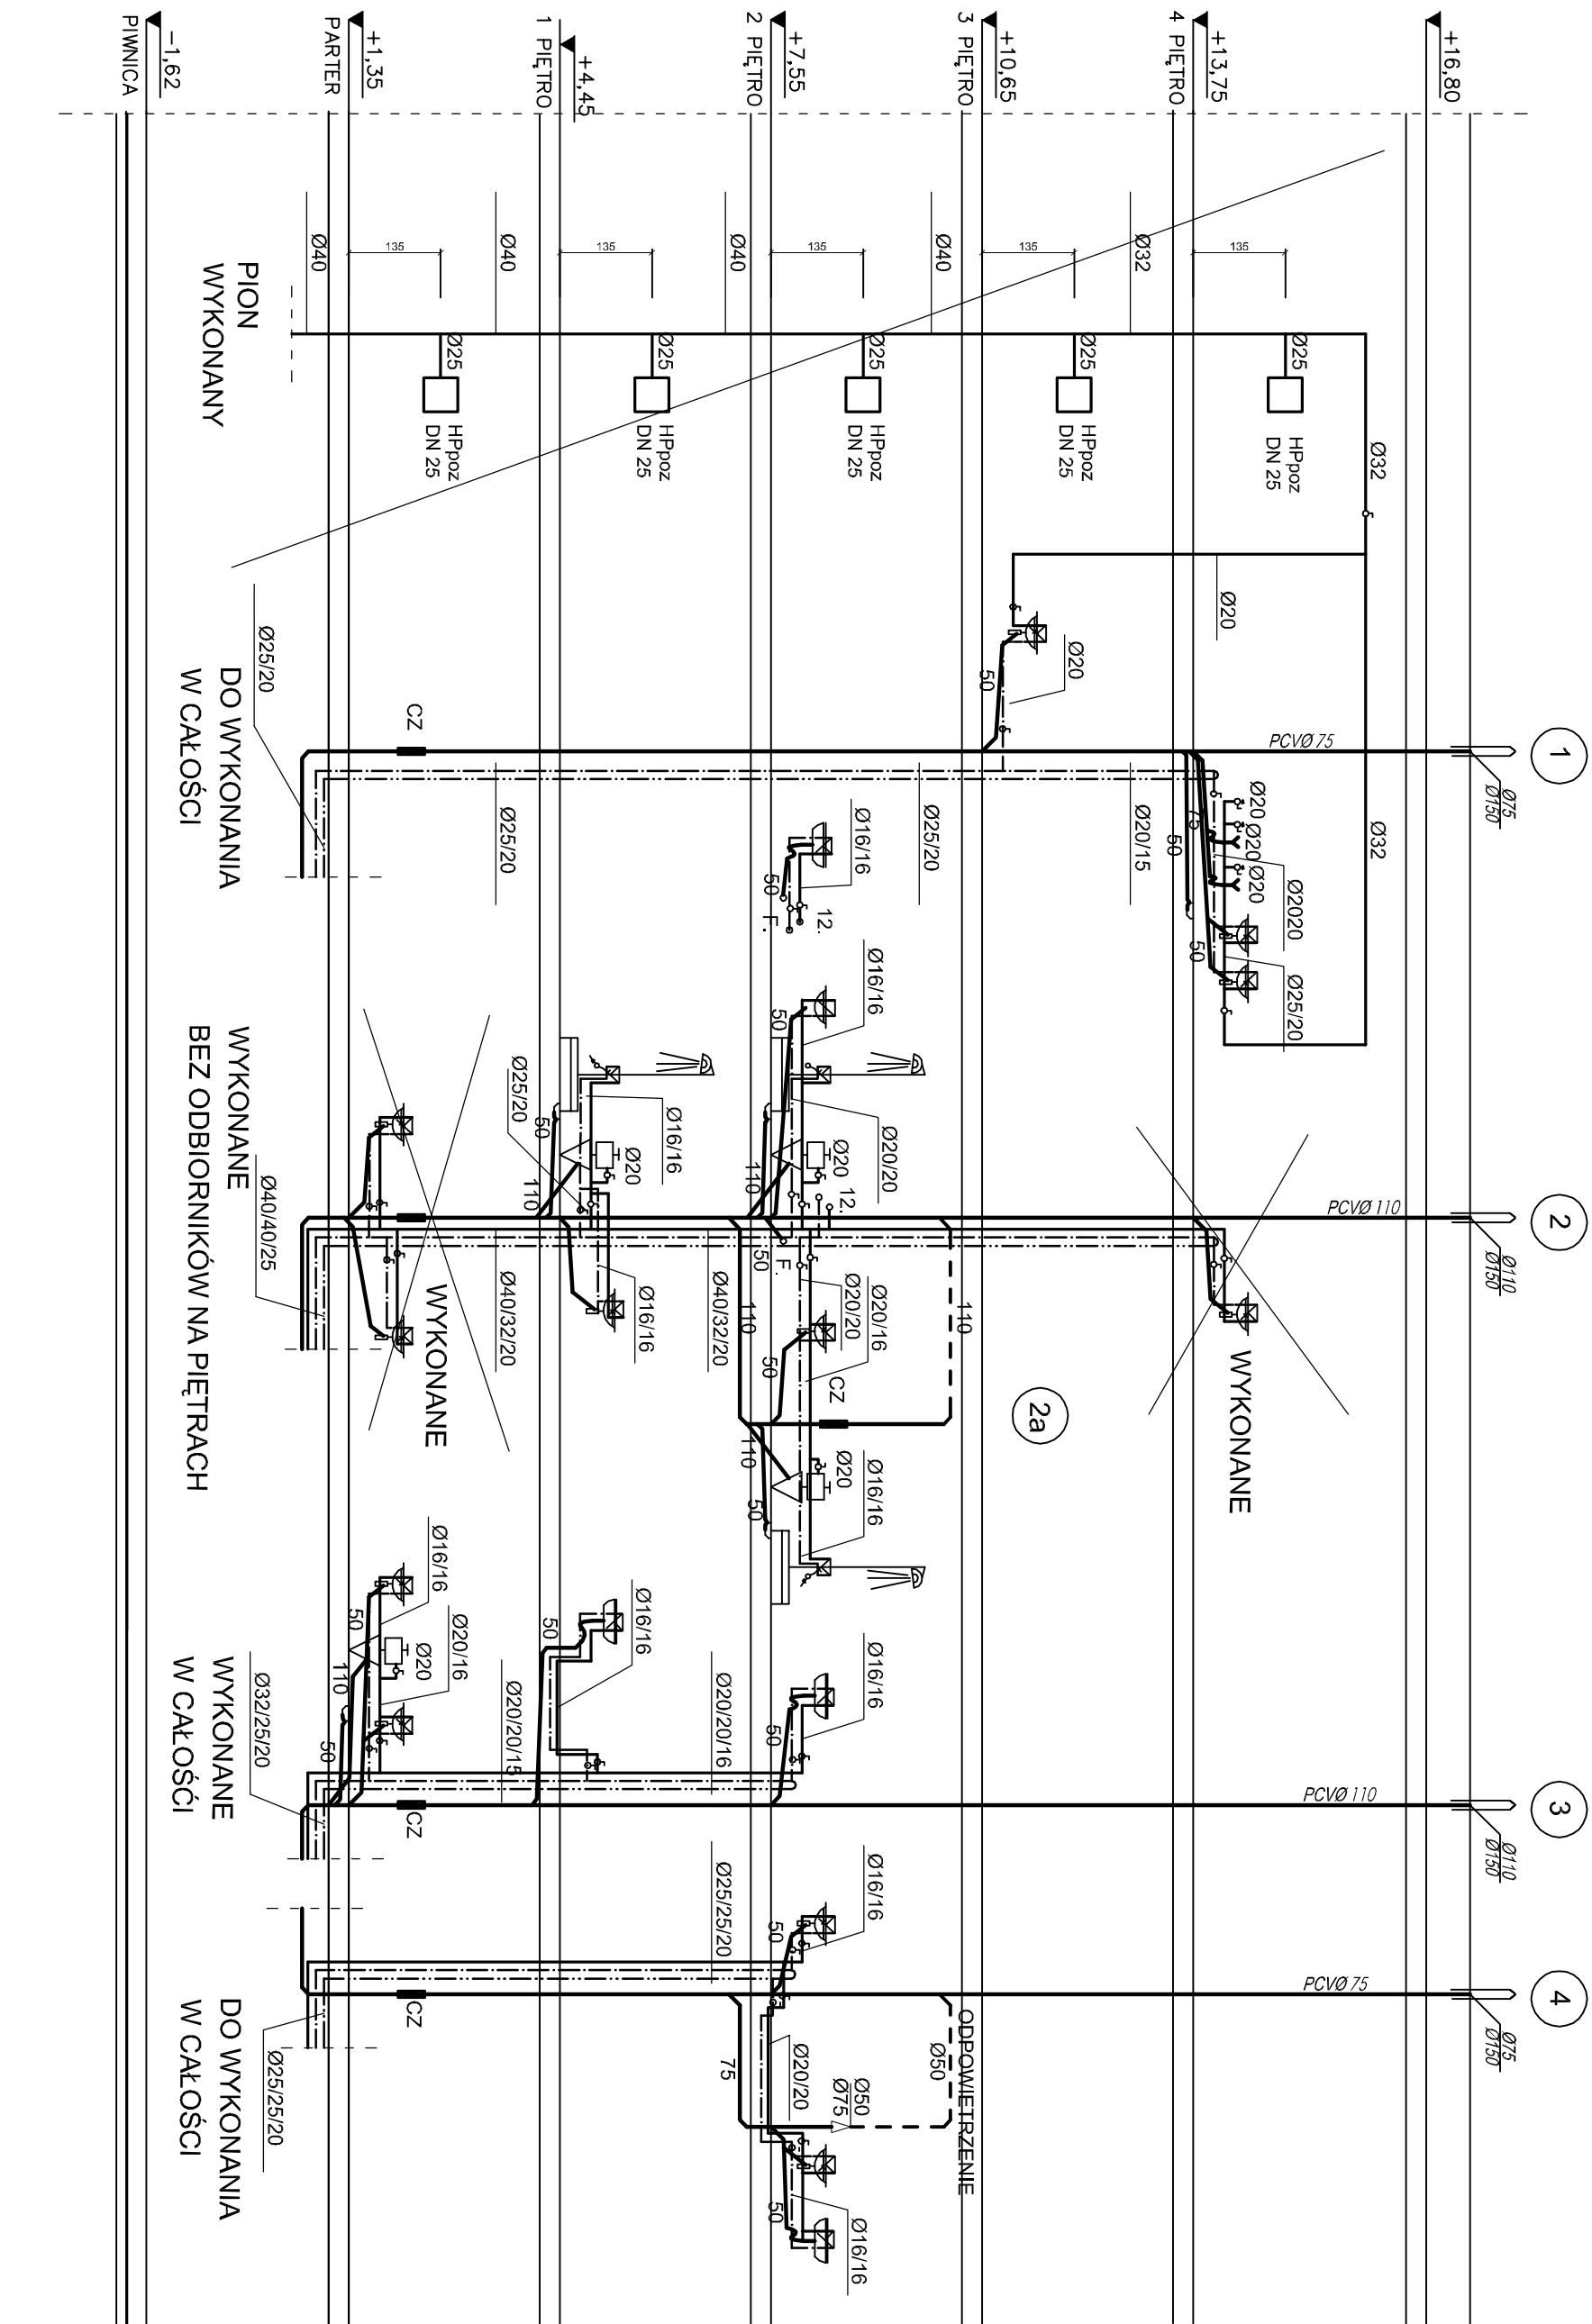 +16,80
+13,75
4 PIĘTRO
+10,65
3 PIĘTRO
+7,55
2 PIĘTRO
+4,45
1 PIĘTRO
+1,35
PARTER
-1,62
PIWNICA
135
135
135
135
135
Ø32
Ø40
Ø40
Ø40
Ø40
Ø25
Ø25
Ø25
Ø25
Ø25
HPpoz
DN 25
HPpoz
DN 25
HPpoz
DN 25
HPpoz
DN 25
HPpoz
DN 25
PION
WYKONANY
Ø32
Ø20
Ø20
50
Ø25/20
DO WYKONANIA
W CAŁOŚCI
CZ
1
PCVØ 75
Ø75
Ø150
Ø32
Ø20
Ø20
Ø20
Ø2020
Ø25/20
75
50
50
Ø20/15
Ø25/20
Ø25/20
Ø16/16
50
12.
F.
Ø16/16
50
Ø20/20
Ø20
110
12.
Ø25/20
Ø16/16
50
Ø20
110
WYKONANE
BEZ ODBIORNIKÓW NA PIĘTRACH
Ø40/40/25
2
PCVØ 110
Ø110
Ø150
50
F.
Ø20/20
Ø20/16
110
110
50
CZ
2a
Ø40/32/20
Ø40/32/20
Ø16/16
WYKONANE
WYKONANE
110
50
Ø20
Ø16/16
Ø16/16
50
Ø20/16
Ø20
110
50
Ø16/16
50
Ø16/16
50
Ø20/20/15
Ø20/20/16
WYKONANE
W CAŁOŚCI
Ø32/25/20
CZ
3
PCVØ 110
Ø110
Ø150
Ø16/16
50
Ø25/25/20
CZ
4
PCVØ 75
Ø75
Ø150
ODPOWIETRZENIE
Ø50
Ø50
Ø75
Ø20/20
75
50
Ø16/16
DO WYKONANIA
W CAŁOŚCI
Ø25/25/20